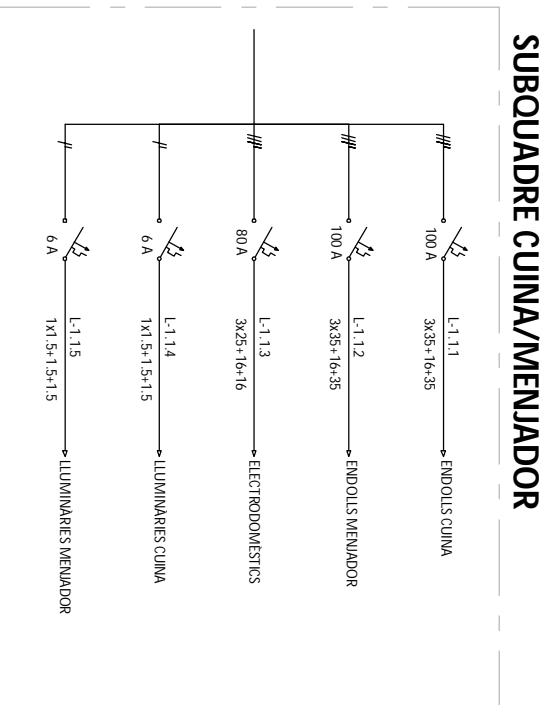 SUBQUADRE CUINA/MENJADOR
100 A
L-1.1.1
3x35+16+35
ENDOLLS CUINA
100 A
L-1.1.2
3x35+16+35
ENDOLLS MENJADOR
80 A
L-1.1.3
3x25+16+16
ELECTRODOMÈSTICS
6 A
L-1.1.4
1x1.5+1.5+1.5
LLUMINÀRIES CUINA
6 A
L-1.1.5
1x1.5+1.5+1.5
LLUMINÀRIES MENJADOR